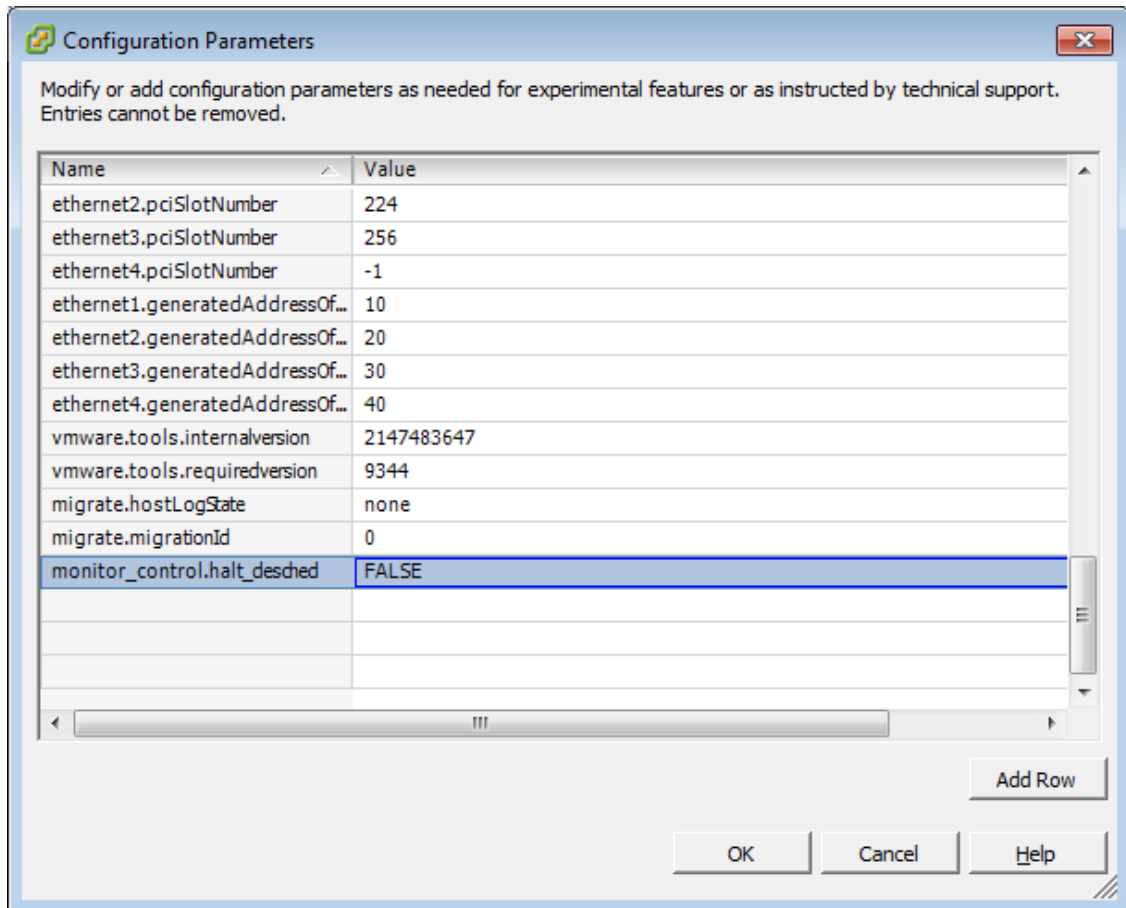 Configuration Parameters
Modify or add configuration parameters as needed for experimental features or as instructed by technical support.
Entries cannot be removed.
Name Value
ethernet2.pciSlotNumber 224
ethernet3.pciSlotNumber 256
ethernet4.pciSlotNumber -1
ethernet1.generatedAddressOf... 10
ethernet2.generatedAddressOf... 20
ethernet3.generatedAddressOf... 30
ethernet4.generatedAddressOf... 40
vmware.tools.internalversion 2147483647
vmware.tools.requiredversion 9344
migrate.hostLogState none
migrate.migrationId 0
monitor_control.halt_desched FALSE
Add Row
OK Cancel Help